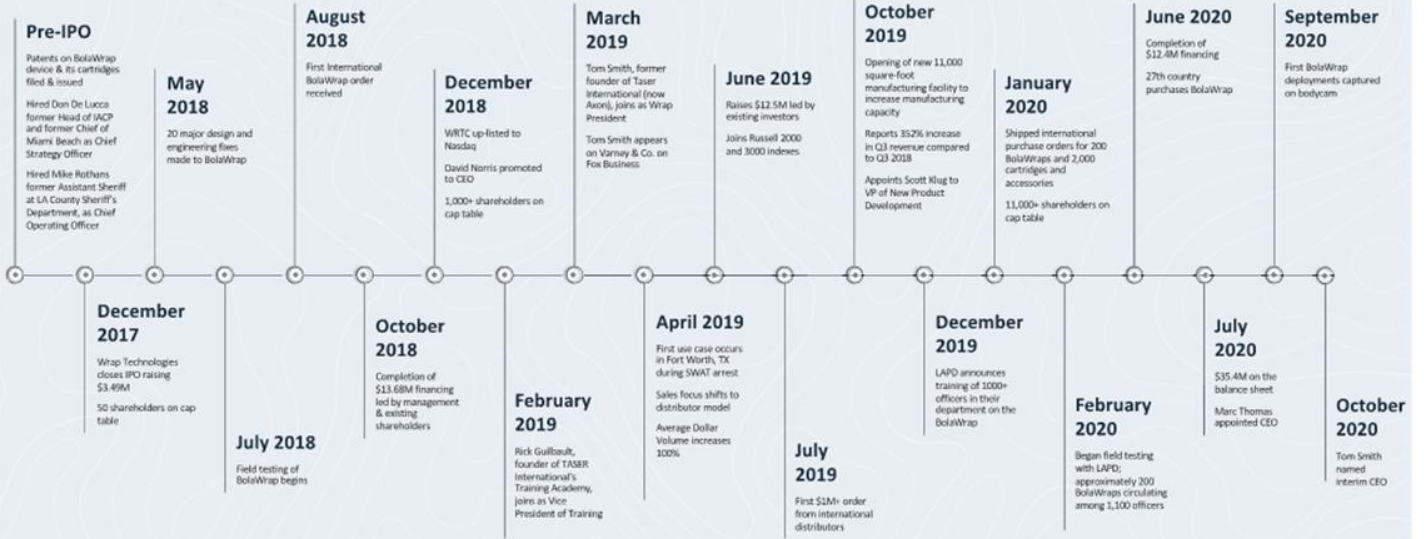 Pre-IPO
Patents on BolaWrap
device & its cartridges
filed & issued
Hired Don De Lucca
former Head of IACP
and former Chief of
Miami Beach as Chief
Strategy Officer
Hired Mike Rothans
former Assistant Sheriff
at LA County Sheriff's
Department, as Chief
Operating Officer
December
2017
Wrap Technologies
closes IPO raising
$3.49M
50 shareholders on cap
table
May
2018
20 major design and
engineering fixes
made to BolaWrap
July 2018
Field testing of
BolaWrap begins
August
2018
First International
BolaWrap order
received
October
2018
Completion of
$13.68M financing
led by management
& existing
shareholders
December
2018
WRTC up-listed to
Nasdaq
David Norris promoted
to CEO
1,000+ shareholders on
cap table
February
2019
Rick Guilbault,
founder of TASER
International's
Training Academy,
joins as Vice
President of Training
March
2019
Tom Smith, former
founder of Taser
International (now
Axon), joins as Wrap
President
Tom Smith appears
on Varney & Co. on
Fox Business
April 2019
First use case occurs
in Fort Worth, TX
during SWAT arrest
Sales focus shifts to
distributor model
Average Dollar
Volume increases
100%
June 2019
Raises $12.5M led by
existing investors
Joins Russell 2000
and 3000 indexes
July
2019
First $1M+ order
from international
distributors
October
2019
Opening of new 11,000
square-foot
manufacturing facility to
increase manufacturing
capacity
Reports 352% increase
in Q3 revenue compared
to Q3 2018
Appoints Scott Klug to
VP of New Product
Development
December
2019
LAPD announces
training of 1000+
officers in their
department on the
BolaWrap
January
2020
Shipped international
purchase orders for 200
BolaWraps and 2,000
cartridges and
accessories
11,000+ shareholders on
cap table
February
2020
Began field testing
with LAPD;
approximately 200
BolaWraps circulating
among 1,100 officers
June 2020
Completion of
$12.4M financing
27th country
purchases BolaWrap
July
2020
$35.4M on the
balance sheet
Marc Thomas
appointed CEO
September
2020
First BolaWrap
deployments captured
on bodycam
October
2020
Tom Smith
named
interim CEO